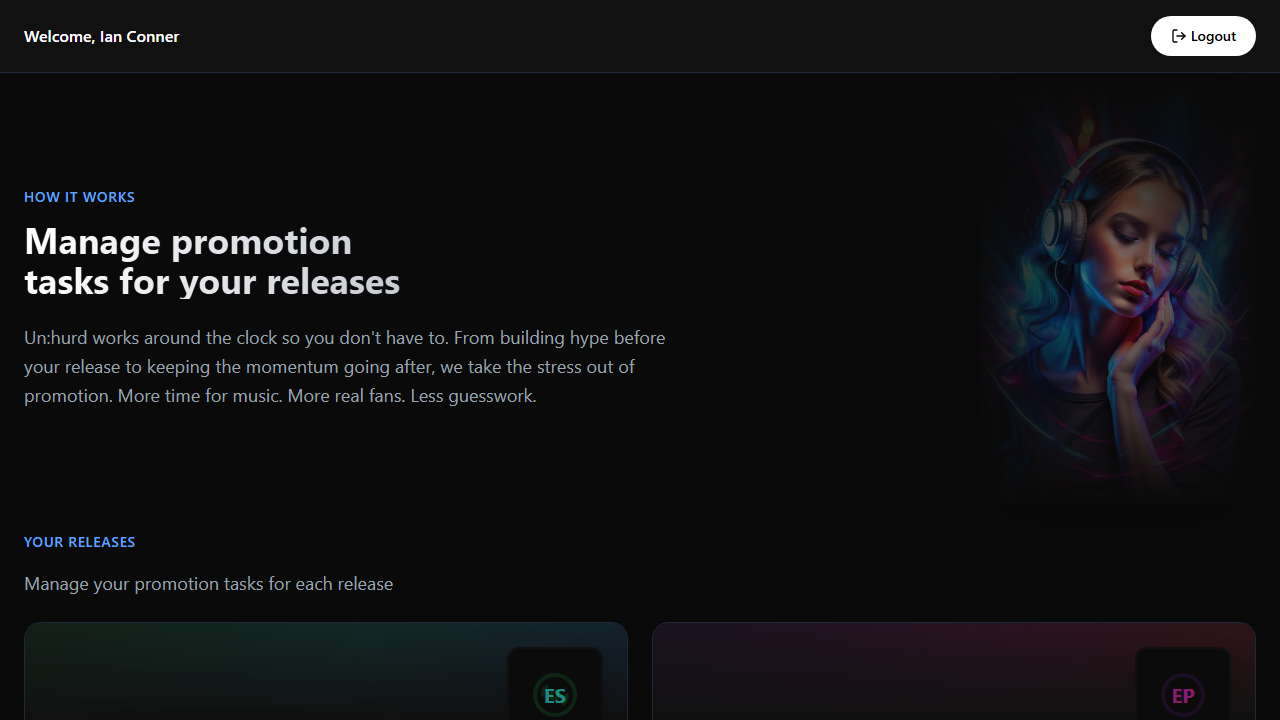 Welcome, Ian Conner
Logout
HOW IT WORKS
Manage promotion
tasks for your releases
Un:hurd works around the clock so you don't have to. From building hype before
your release to keeping the momentum going after, we take the stress out of
promotion. More time for music. More real fans. Less guesswork.
YOUR RELEASES
Manage your promotion tasks for each release
ES
EP